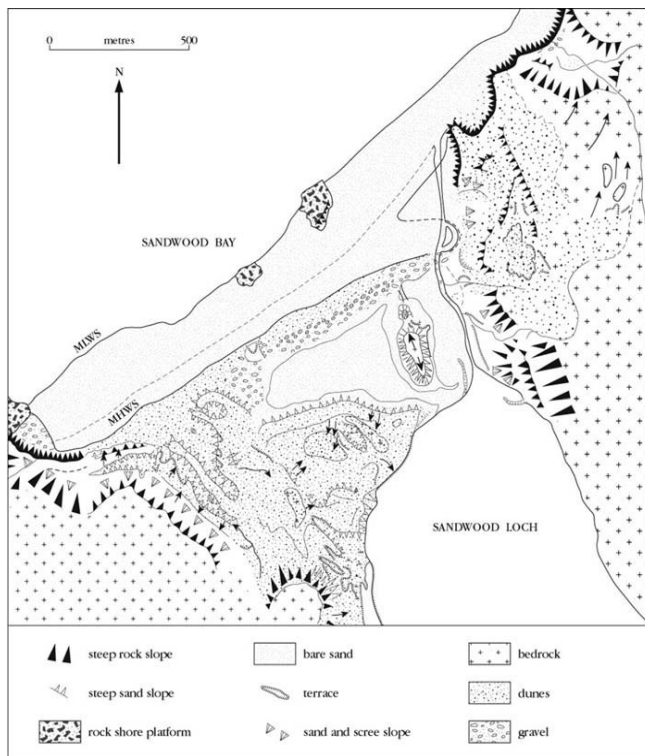 0 metres 500
N
SANDWOOD BAY
MLWS
MHWS
SANDWOOD LOCH
steep rock slope
bare sand
bedrock
steep sand slope
terrace
dunes
rock shore platform
sand and scree slope
gravel